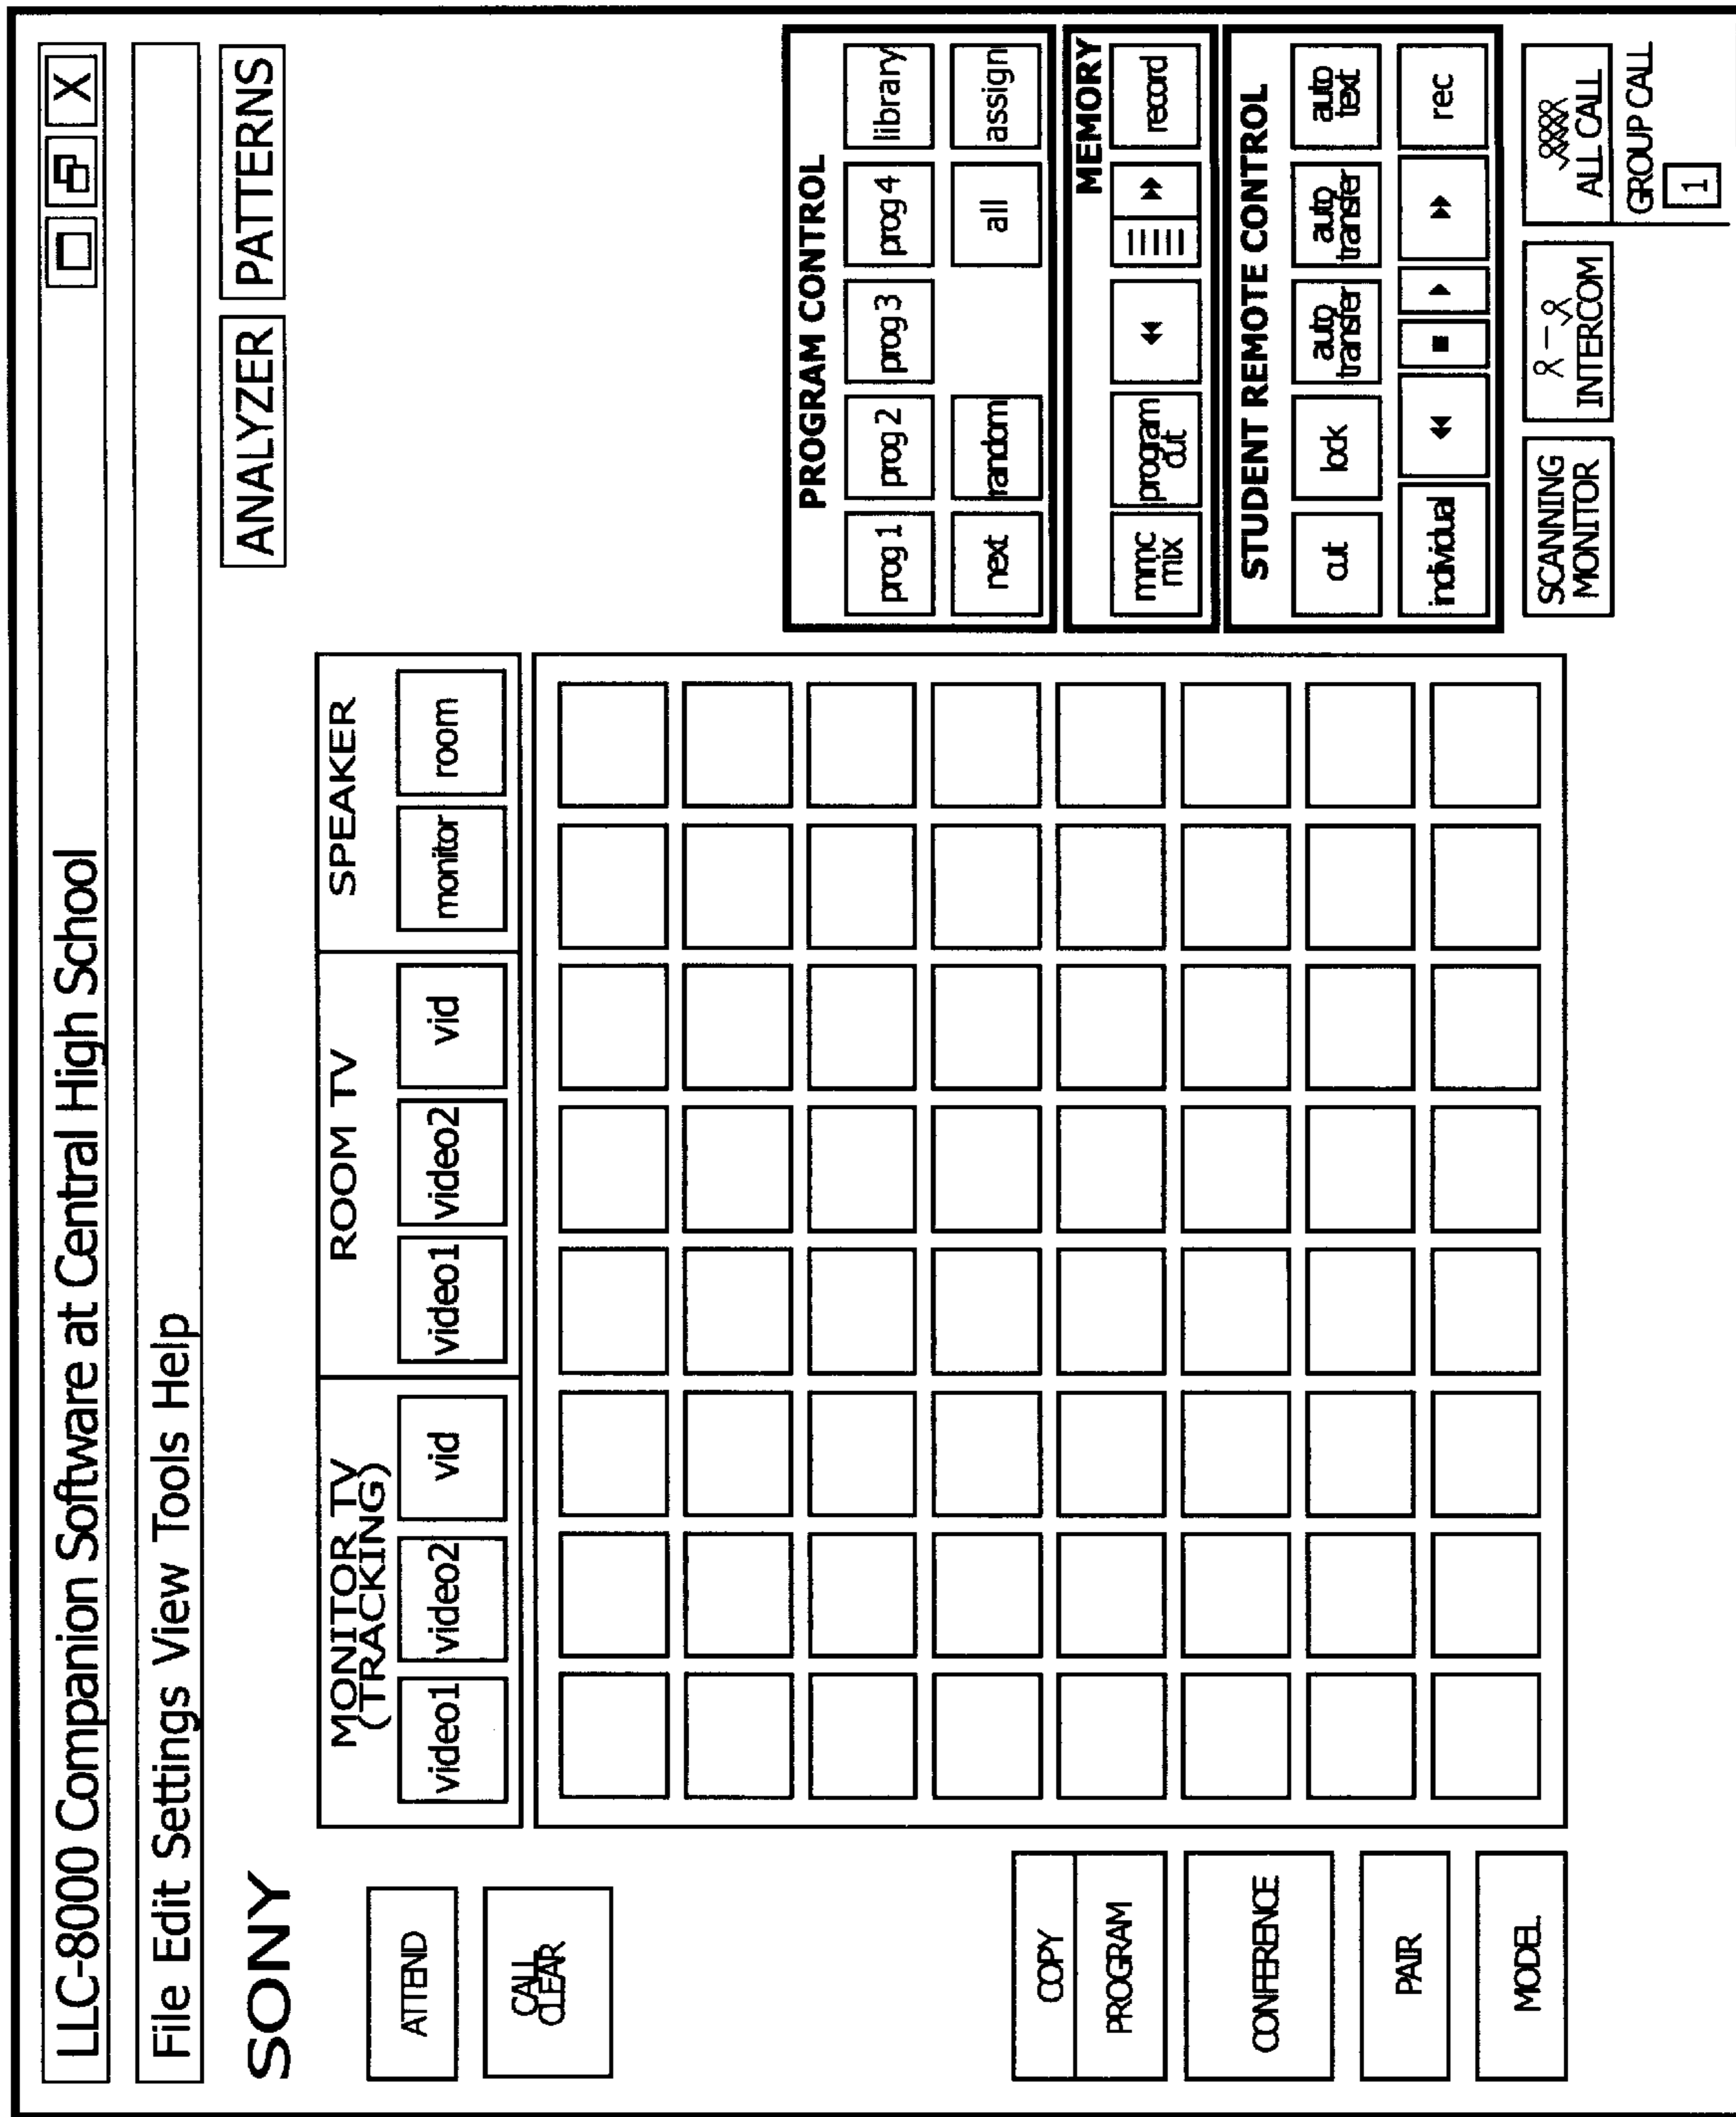 LLC-8000 Companion Software at Central High School X
File Edit Settings View Tools Help
SONY
ANALYZER
PATTERNS
ATTEND
CALL
CLEAR
COPY
PROGRAM
CONFERENCE
PAIR
MODEL
MONITOR TV
(TRACKING)
video1 video2 vid
ROOM TV
video1 video2 vid
SPEAKER
monitor room
PROGRAM CONTROL
prog 1 prog 2 prog 3 prog 4 library
next random all assign
MEMORY
mmc
mix
program
cut
record
STUDENT REMOTE CONTROL
cut lock
auto
transfer
auto
transfer
auto
text
individual rec
SCANNING
MONITOR
INTERCOM
ALL CALL
GROUP CALL
1